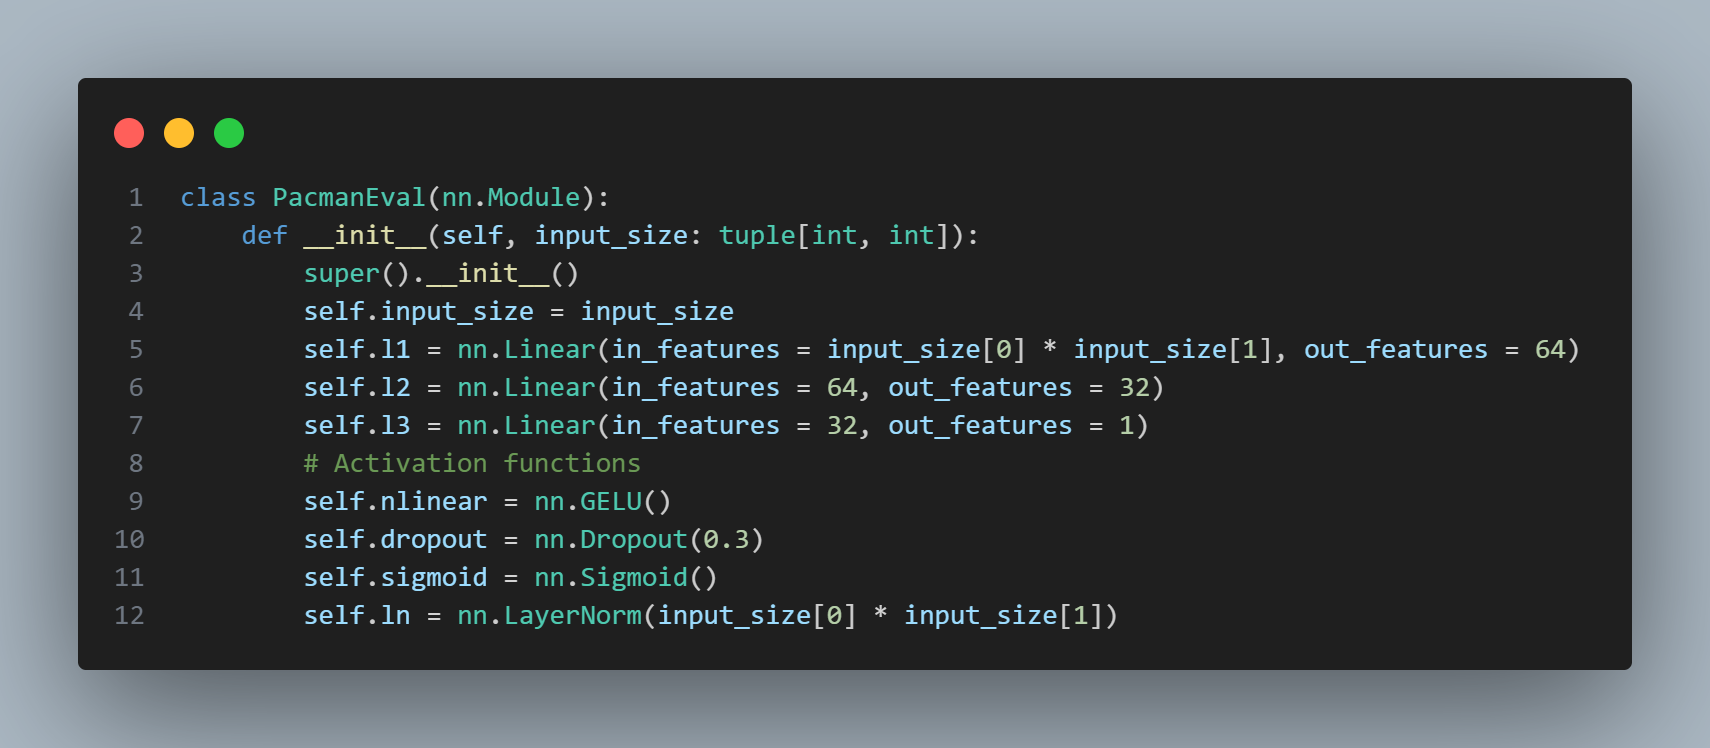 1 class PacmanEval(nn.Module):
2     def __init__(self, input_size: tuple[int, int]):
3         super().__init__()
4         self.input_size = input_size
5         self.l1 = nn.Linear(in_features = input_size[0] * input_size[1], out_features = 64)
6         self.l2 = nn.Linear(in_features = 64, out_features = 32)
7         self.l3 = nn.Linear(in_features = 32, out_features = 1)
8         # Activation functions
9         self.nlinear = nn.GELU()
10         self.dropout = nn.Dropout(0.3)
11         self.sigmoid = nn.Sigmoid()
12         self.ln = nn.LayerNorm(input_size[0] * input_size[1])